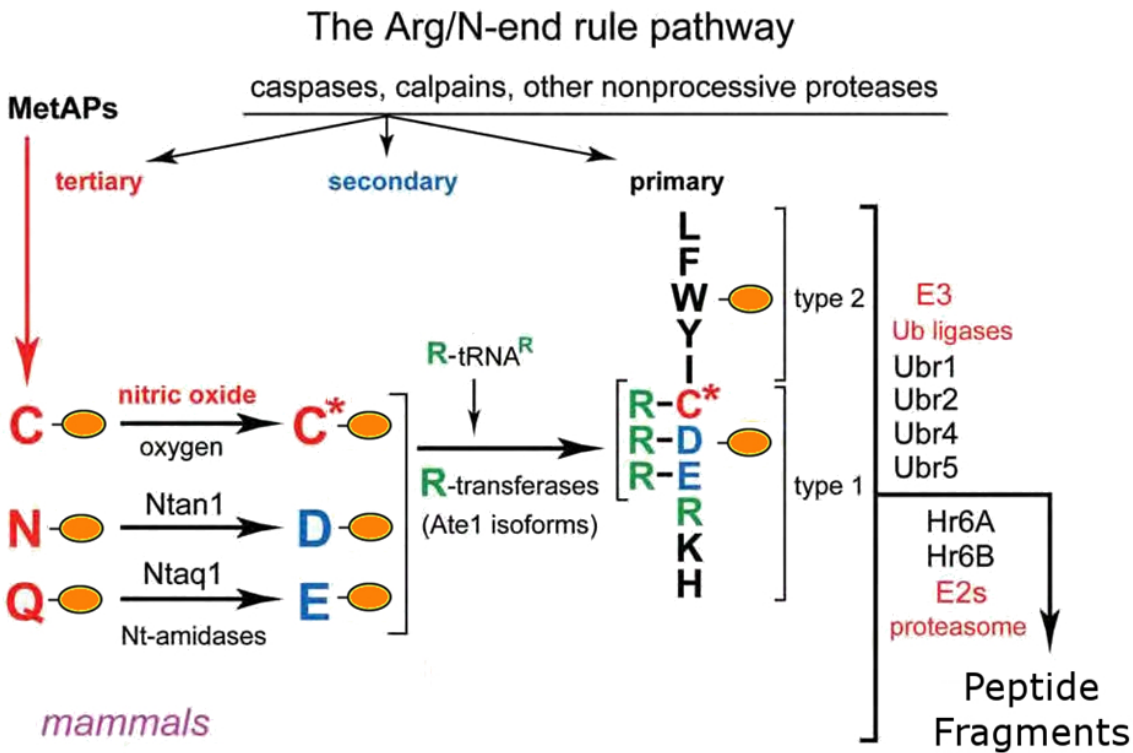 The Arg/N-end rule pathway
caspases, calpains, other nonprocessive proteases
MetAPs
tertiary
secondary
primary
L
F
W
Y
I
type 2
R-tRNAR
C
nitric oxide
oxygen
C*
N
Ntan1
D
Q
Ntaq1
E
Nt-amidases
R-transferases
(Ate1 isoforms)
R-C*
R-D
R-E
R
K
H
type 1
E3
Ub ligases
Ubr1
Ubr2
Ubr4
Ubr5
Hr6A
Hr6B
E2s
proteasome
Peptide
Fragments
mammals